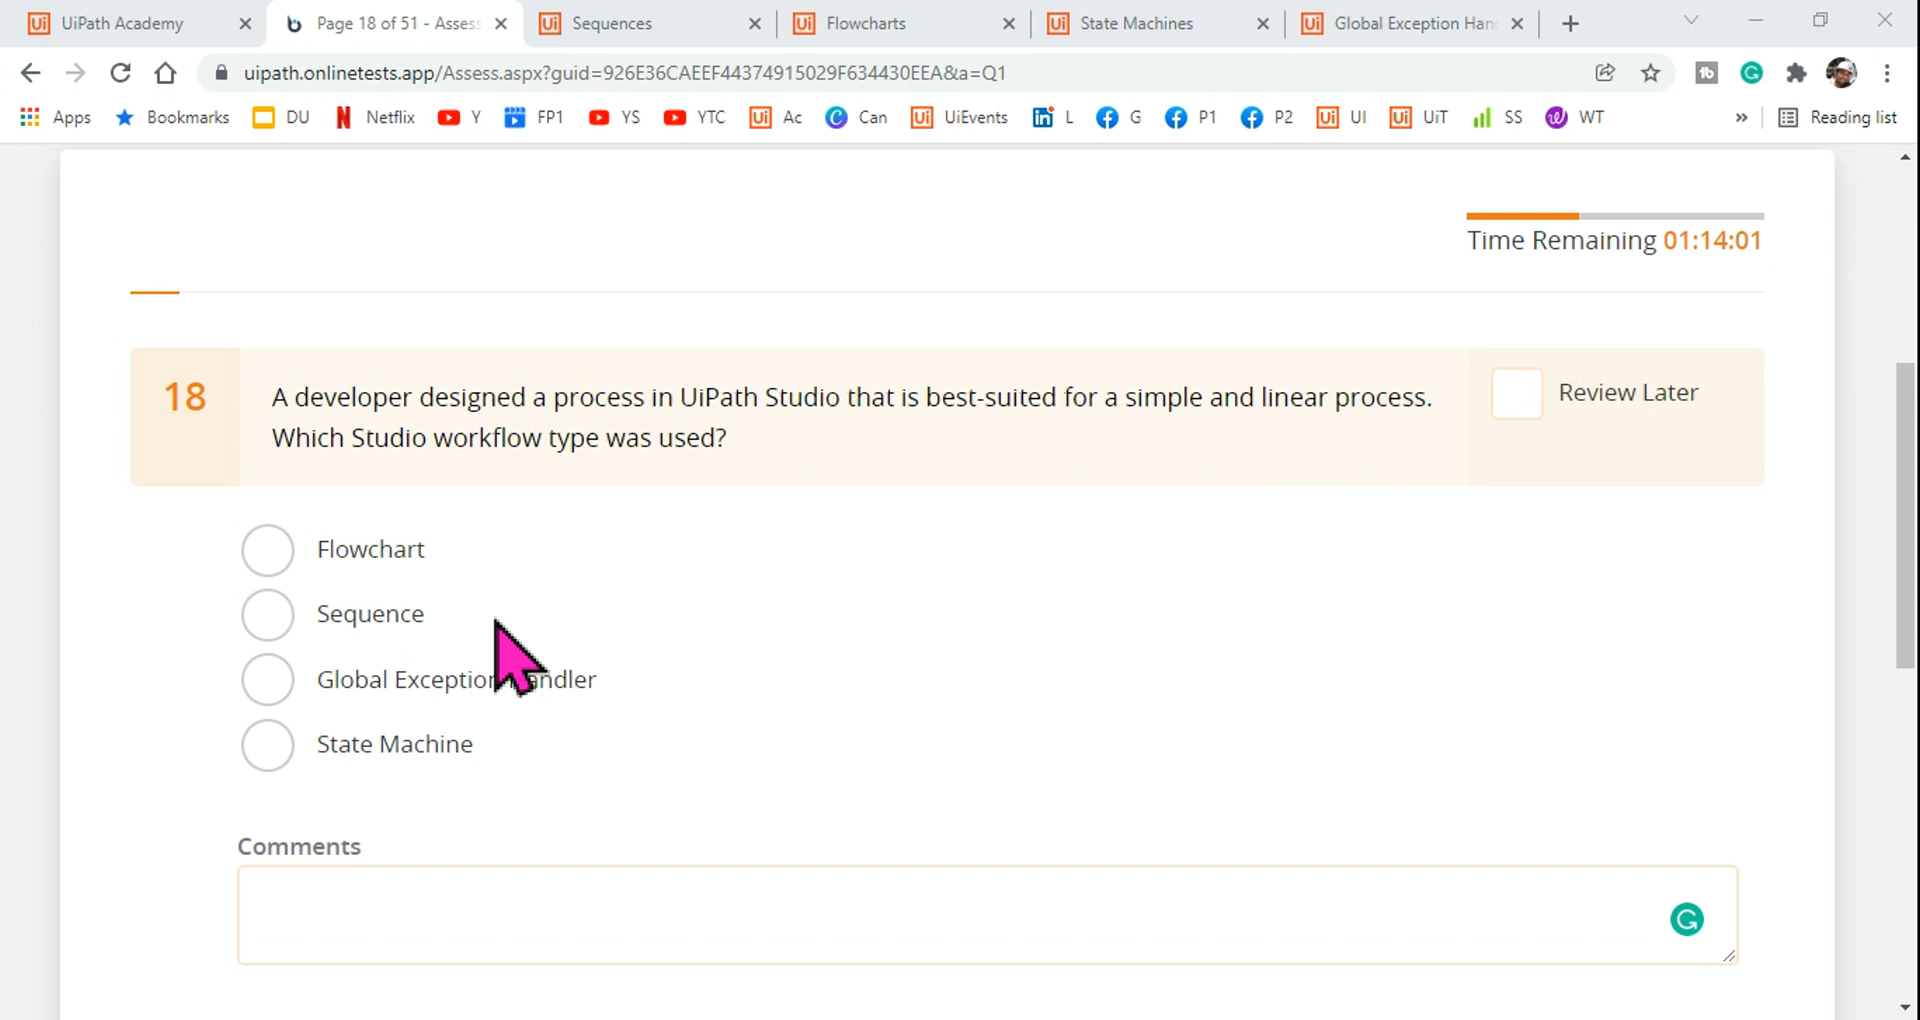 UiPath Academy
Page 18 of 51 - Assess
Sequences
Flowcharts
State Machines
Global Exception Han
uipath.onlinetests.app/Assess.aspx?guid=926E36CAEEF44374915029F634430EEA&a=Q1
Apps
Bookmarks
DU
Netflix
Y
FP1
YS
YTC
Ac
Can
UiEvents
L
G
P1
P2
UI
UiT
SS
WT
»
Reading list
Time Remaining 01:14:01
18
A developer designed a process in UiPath Studio that is best-suited for a simple and linear process.
Which Studio workflow type was used?
Review Later
Flowchart
Sequence
Global Exception Handler
State Machine
Comments